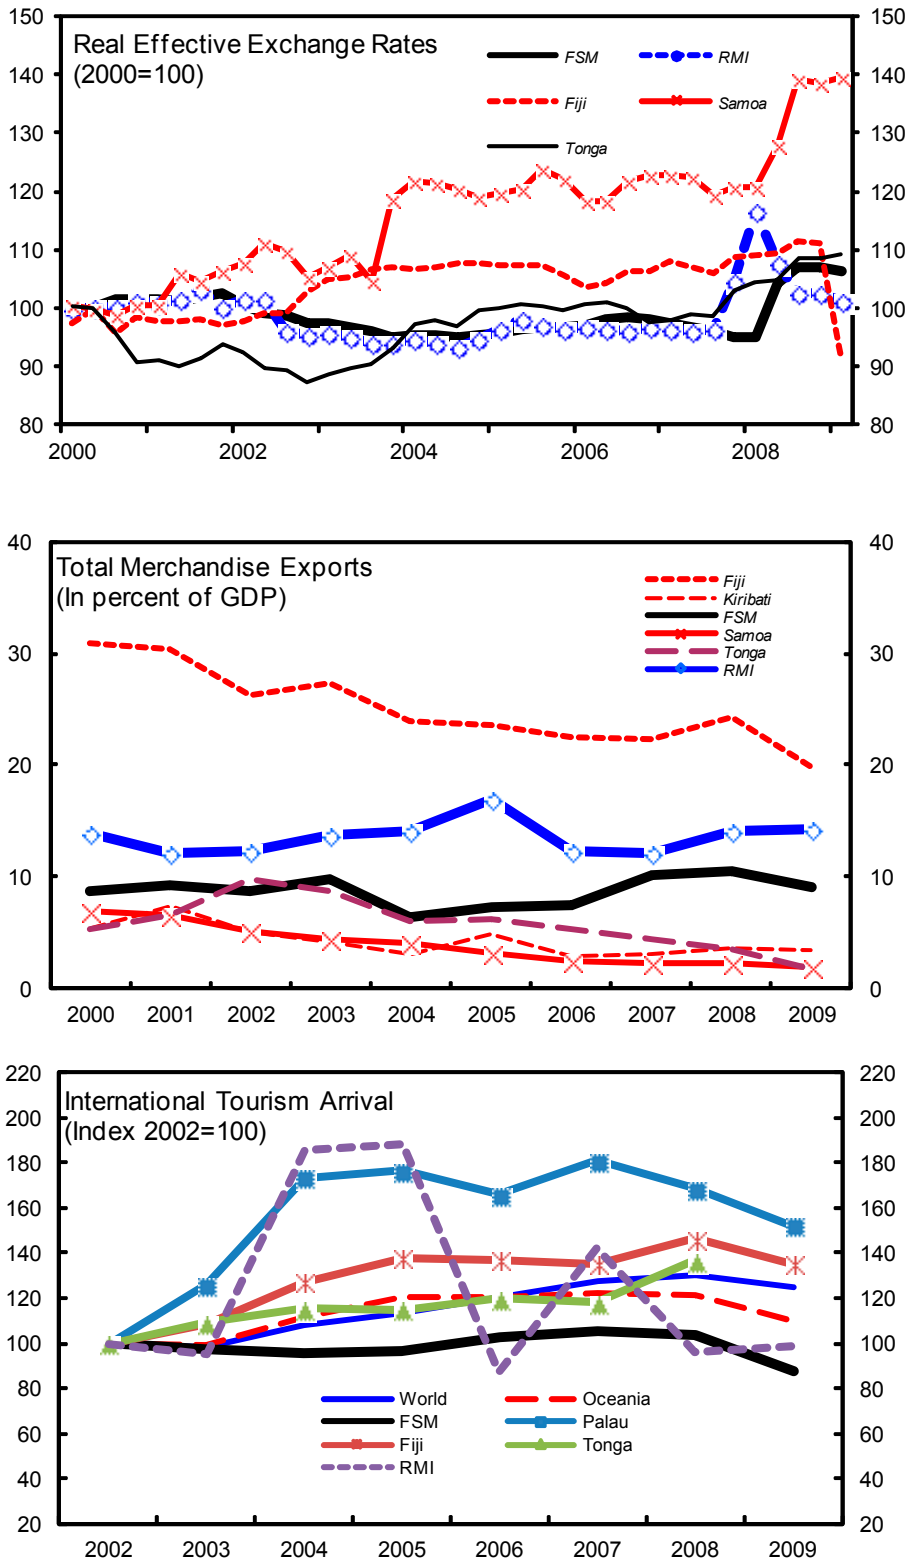 150 150
Real Effective Exchange Rates
(2000=100)
FSM RMI
140 140
Fiji Samoa
130 130
Tonga
120 120
110 110
100 100
90 90
80 80
2000 2002 2004 2006 2008
40 40
Total Merchandise Exports
(In percent of GDP)
Fiji
Kiribati
FSM
Samoa
Tonga
RMI
30 30
20 20
10 10
0 0
2000 2001 2002 2003 2004 2005 2006 2007 2008 2009
220 220
International Tourism Arrival
(Index 2002=100)
200 200
180 180
160 160
140 140
120 120
100 100
80 80
World Oceania
FSM Palau
Fiji Tonga
RMI
60 60
40 40
20 20
2002 2003 2004 2005 2006 2007 2008 2009